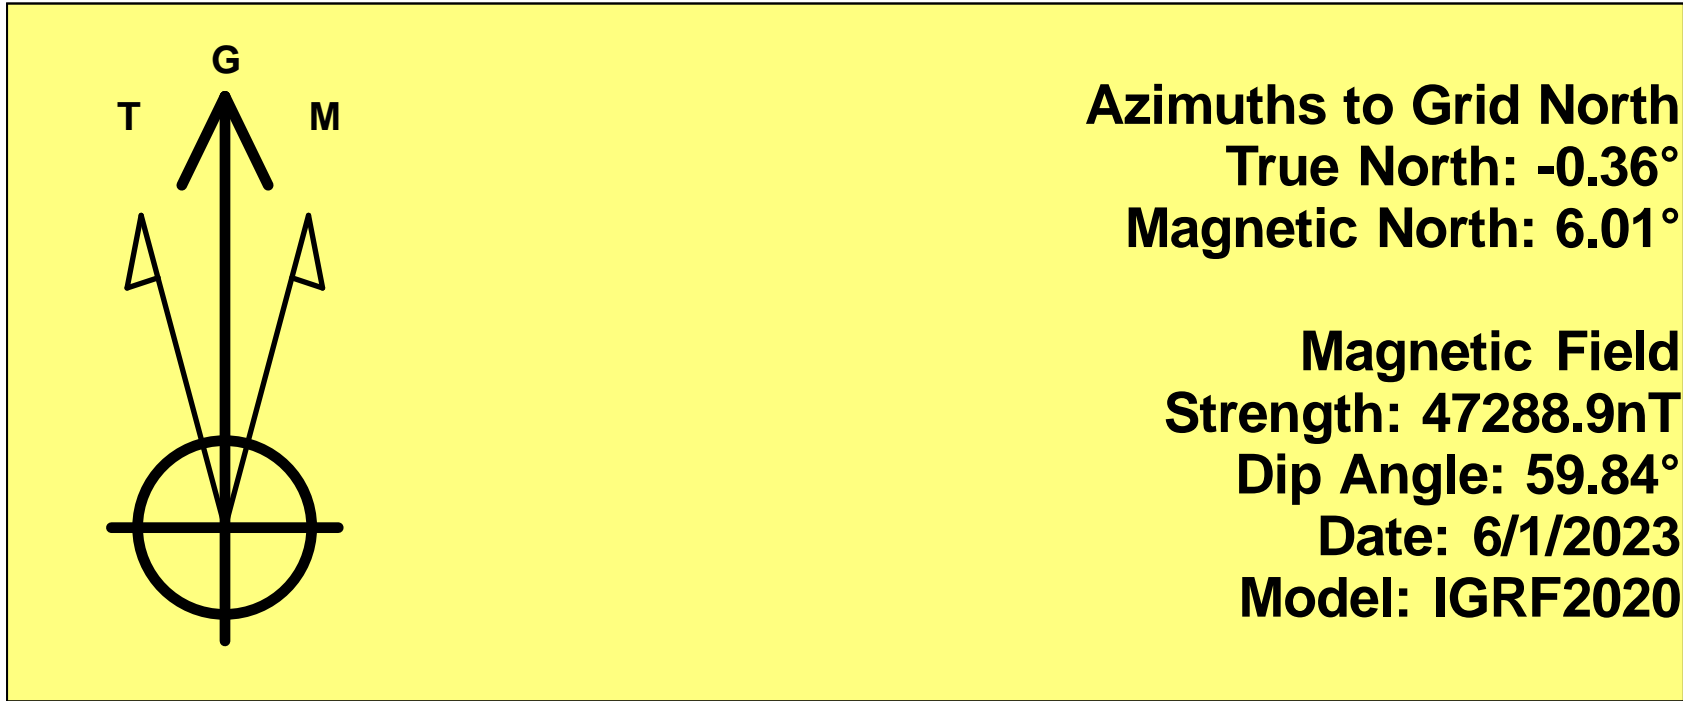 G
T M
Azimuths to Grid North
True North: -0.36°
Magnetic North: 6.01°
Magnetic Field
Strength: 47288.9nT
Dip Angle: 59.84°
Date: 6/1/2023
Model: IGRF2020